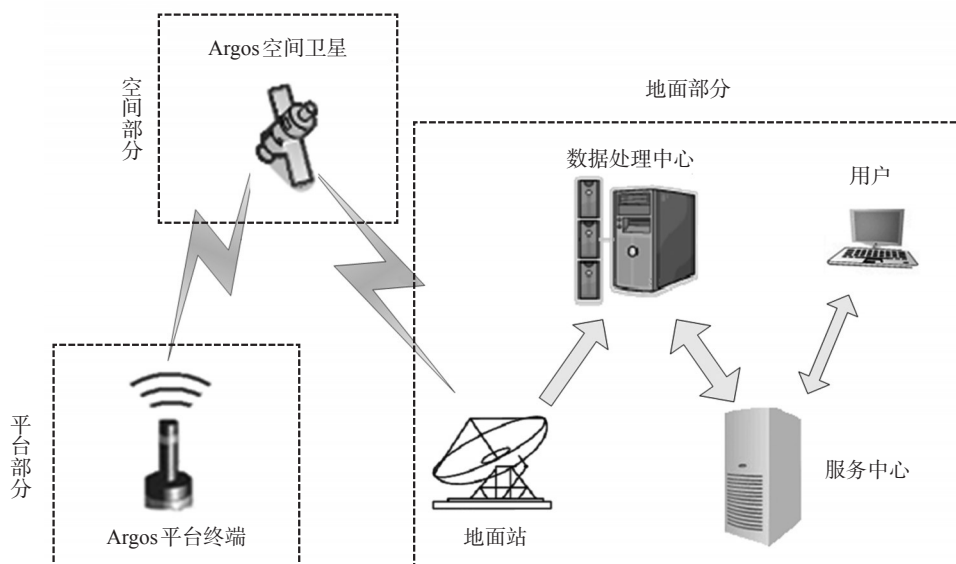 Argos空间卫星
空间部分
地面部分
数据处理中心
用户
平台部分
Argos平台终端
地面站
服务中心